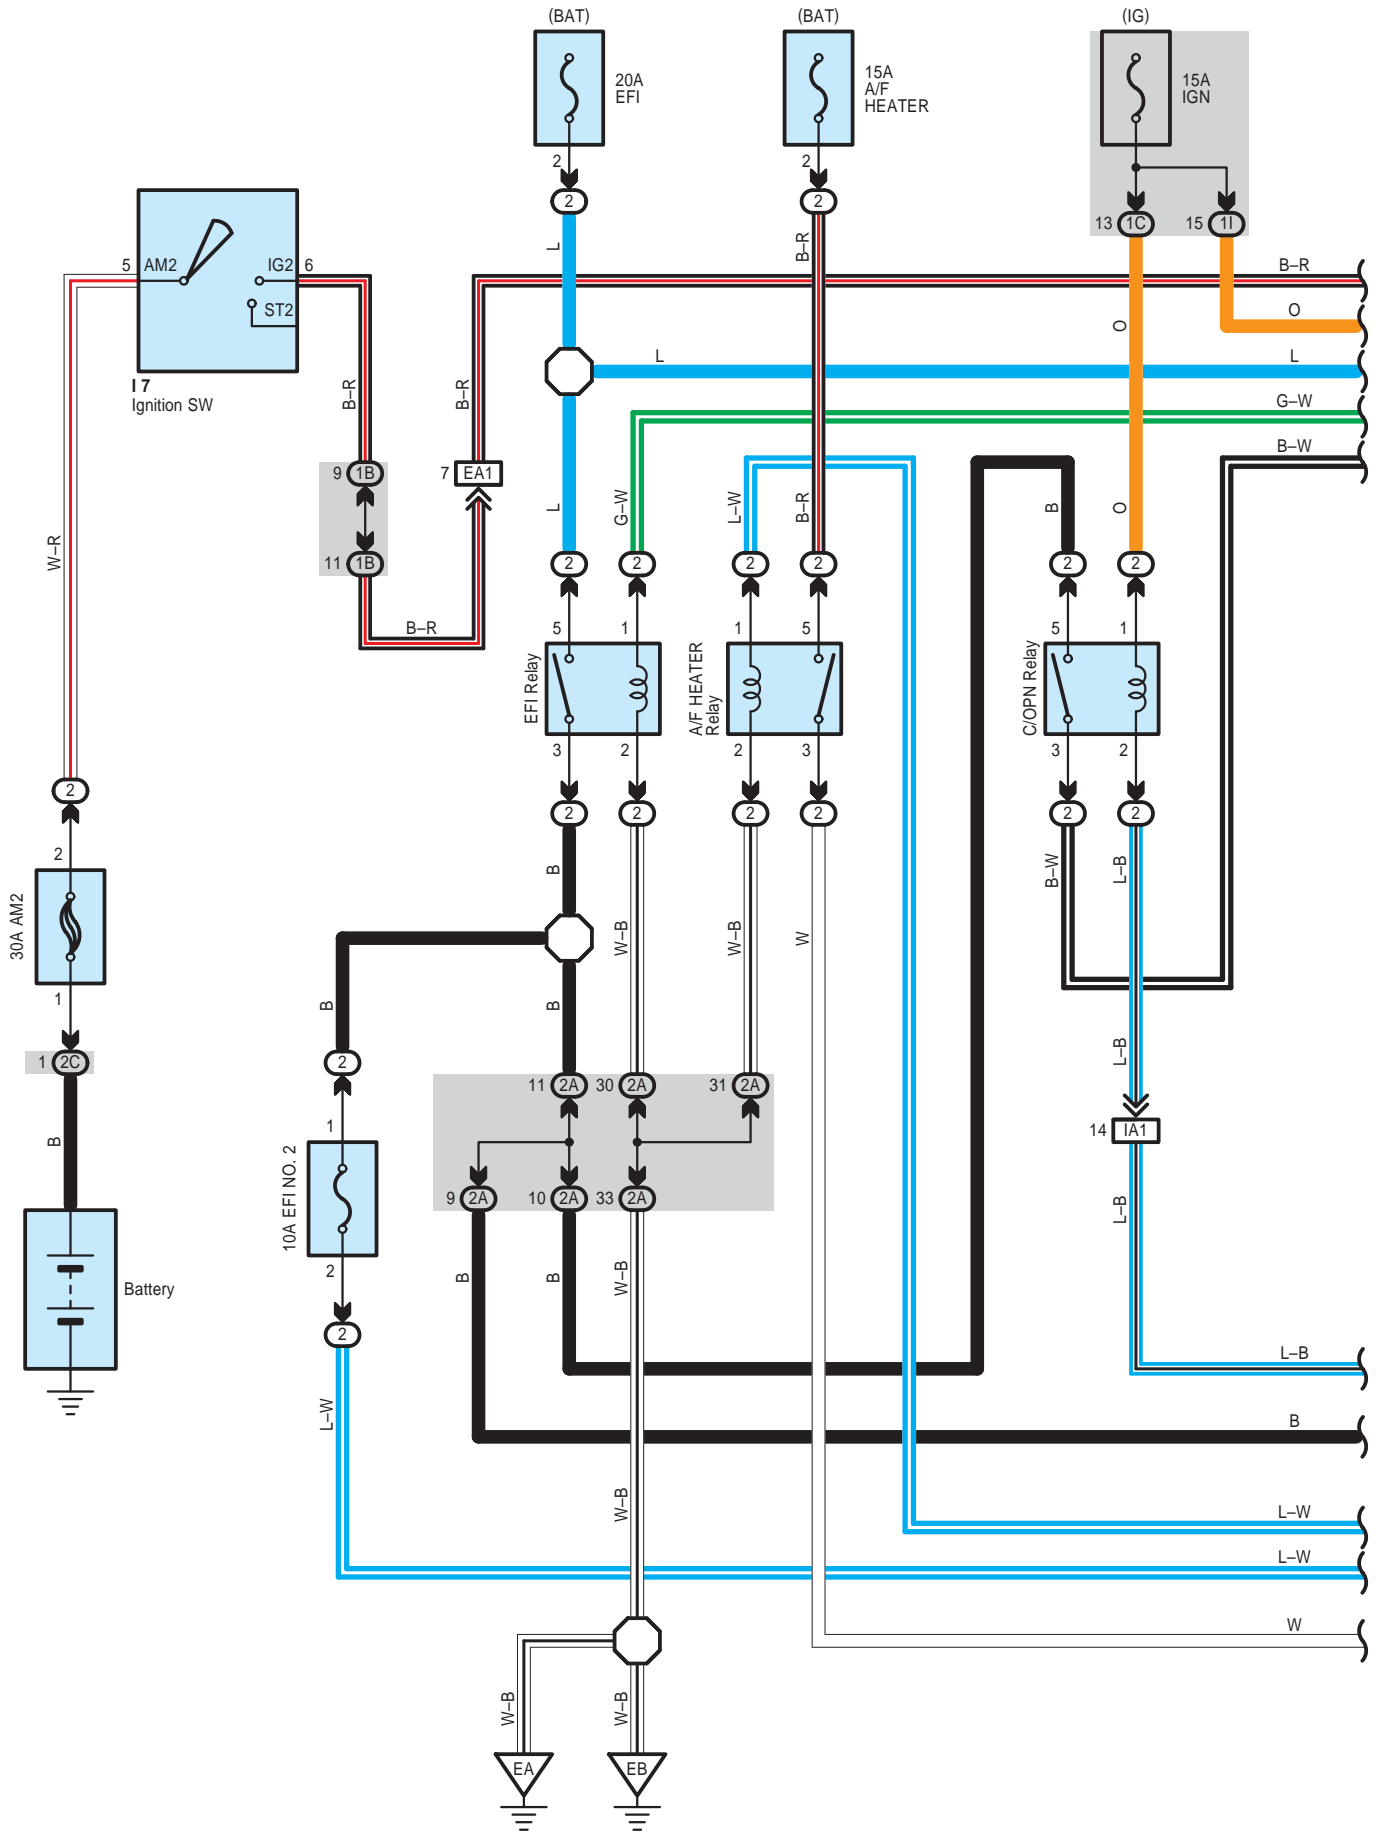 (BAT)
(BAT)
(IG)
20A
EFI
15A
A/F
HEATER
15A
IGN
2
2
2
2
13
1C
15
1I
5
AM2
IG2
6
ST2
L
B–R
B–R
O
O
I 7
Ignition SW
L
L
B–R
B–R
G–W
B–W
9
1B
7
EA1
L
G–W
L–W
B–R
B
O
W–R
11
1B
2
2
2
2
2
2
B–R
5
1
1
5
5
1
EFI Relay
A/F HEATER
Relay
C/OPN Relay
3
2
2
3
3
2
2
2
2
2
2
2
2
2
B
W–B
W–B
W
B–W
L–B
30A AM2
1
B
B
L–B
1
2C
2
11
2A
30
2A
31
2A
1
14
IA1
B
10A EFI NO. 2
9
2A
10
2A
33
2A
L–B
2
B
B
W–B
Battery
2
L–B
L–W
B
W–B
L–W
L–W
W
W–B
W–B
EA
EB